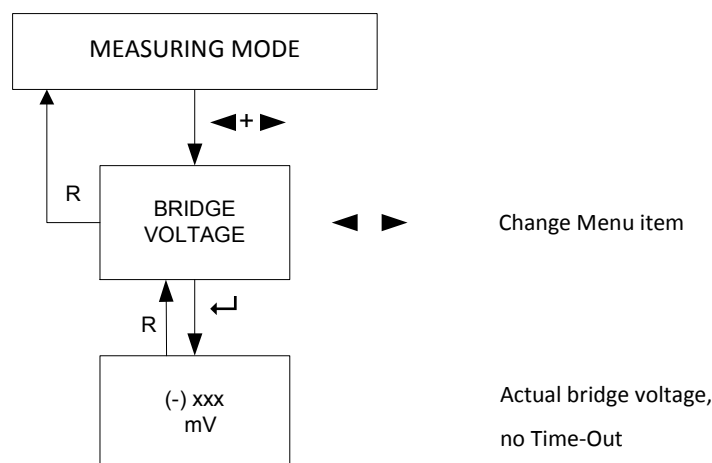 MEASURING MODE
◄+►
R
BRIDGE
VOLTAGE
◄ ►
Change Menu item
R
↵
(-) xxx
mV
Actual bridge voltage,
no Time-Out